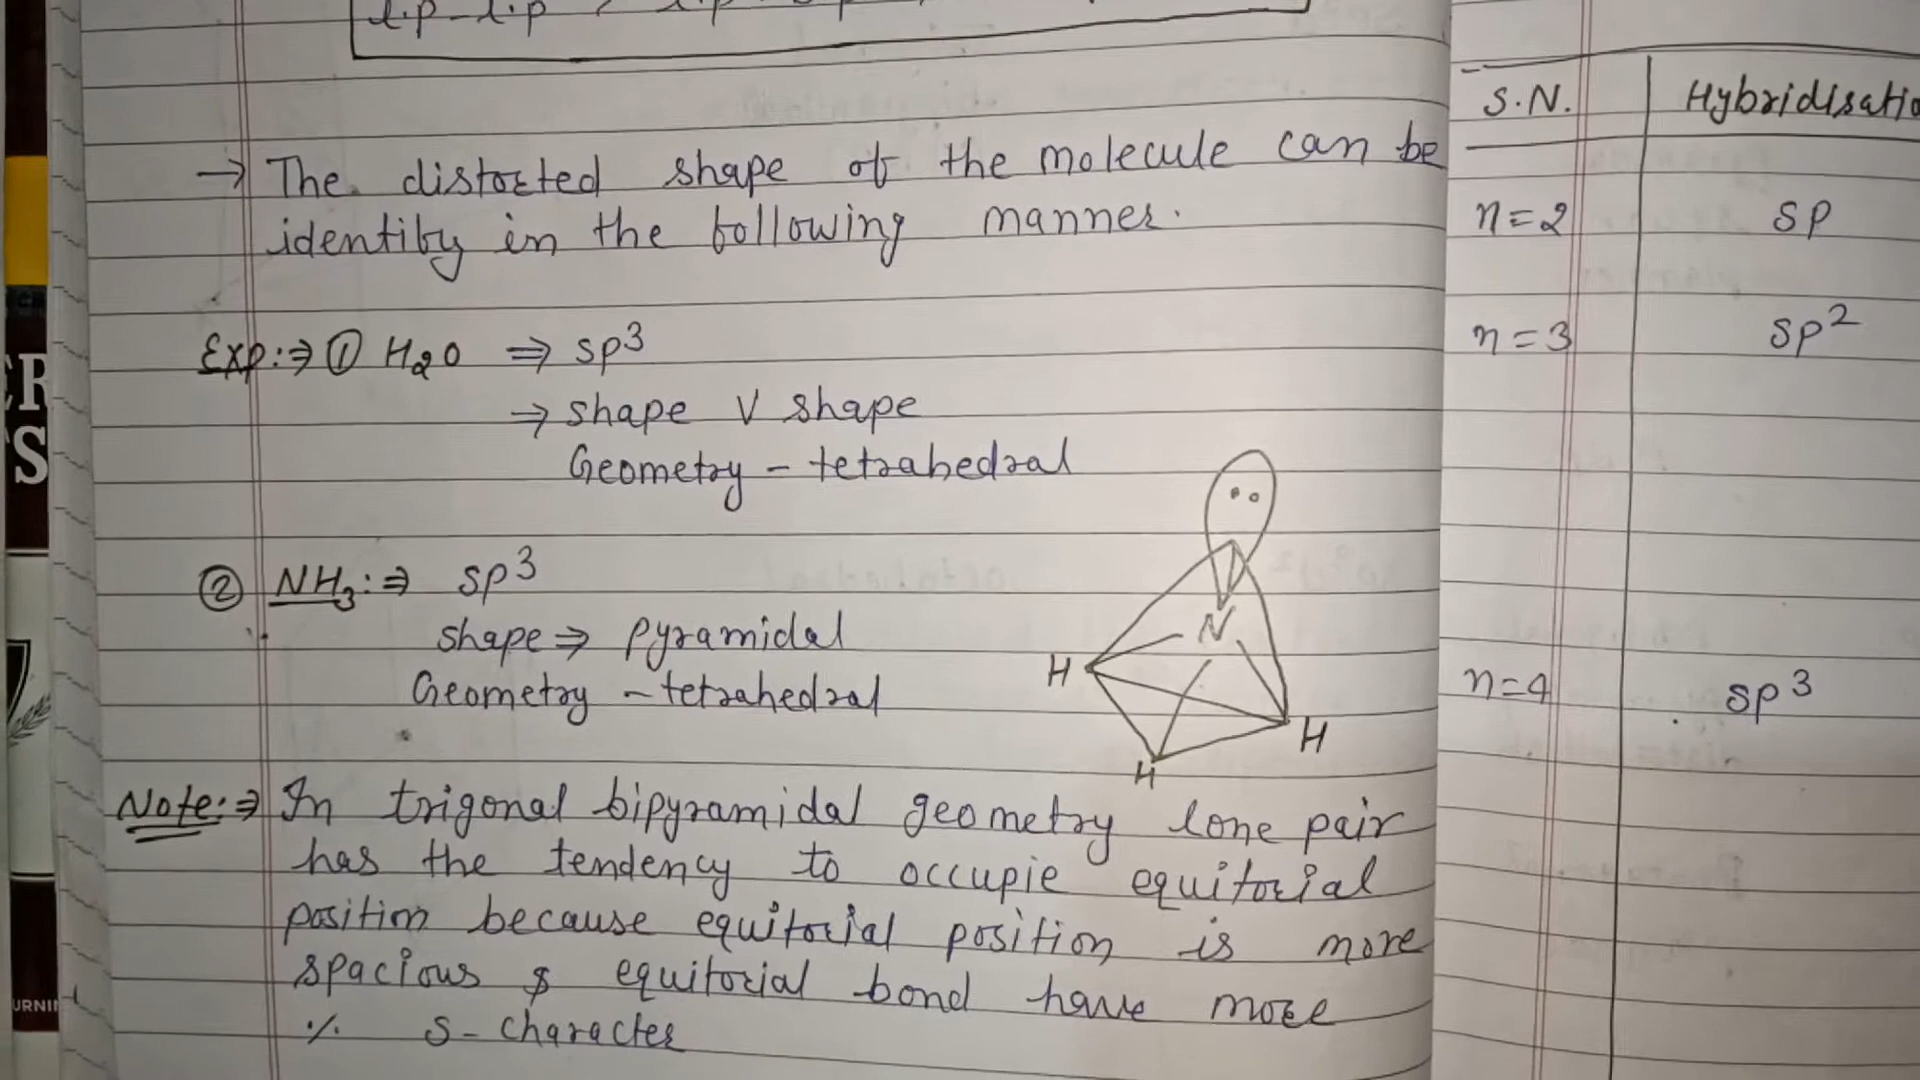 l.p - l.p
→ The distorted shape of the molecule can be
identify in the following manner.
Exp:⇒ ① H2O ⇒ sp3
⇒ shape V shape
Geometry - tetrahedral
② NH3:⇒ sp3
shape ⇒ pyramidal
Geometry - tetrahedral
N
H
H
H
Note:⇒ In trigonal bipyramidal geometry lone pair
has the tendency to occupie equitorial
position because equitorial position is more
spacious & equitorial bond have more
% s-character
S.N. Hybridisatio
n=2 sp
n=3 sp2
n=4 sp3
URNI